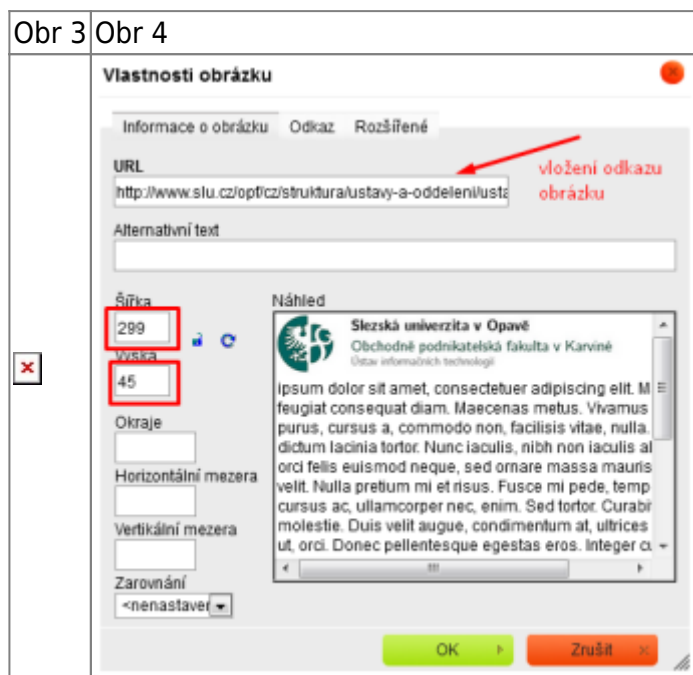 Obr 3 Obr 4
Vlastnosti obrázku
Informace o obrázku Odkaz Rozšířené
URL
http://www.slu.cz/opf/cz/struktura/ustavy-a-oddeleni/usta
vložení odkazu
obrázku
Alternativní text
Šířka
299
Výška
45
Okraje
Horizontální mezera
Vertikální mezera
Zarovnání
<nenastaven
Náhled
Slezská univerzita v Opavě
Obchodně podnikatelská fakulta v Karviné
Ústav informačních technologií
ipsum dolor sit amet, consectetuer adipiscing elit. M
feugiat consequat diam. Maecenas metus. Vivamus
purus, cursus a, commodo non, facilisis vitae, nulla.
dictum lacinia tortor. Nunc iaculis, nibh non iaculis al
orci felis euismod neque, sed ornare massa mauris
velit. Nulla pretium mi et risus. Fusce mi pede, temp
cursus ac, ullamcorper nec, enim. Sed tortor. Curabit
molestie. Duis velit augue, condimentum at, ultrices
ut, orci. Donec pellentesque egestas eros. Integer cu
OK
Zrušit